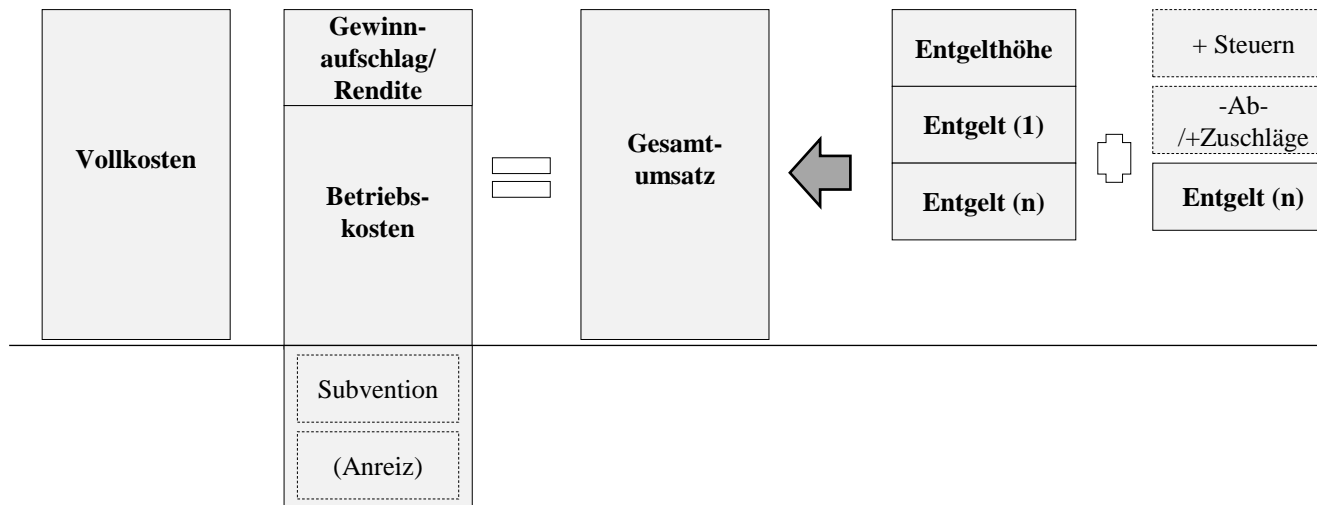 Vollkosten
Gewinn-
aufschlag/
Rendite
Betriebs-
kosten
Subvention
(Anreiz)
Gesamt-
umsatz
Entgelthöhe
Entgelt (1)
Entgelt (n)
+ Steuern
-Ab-
/+Zuschläge
Entgelt (n)